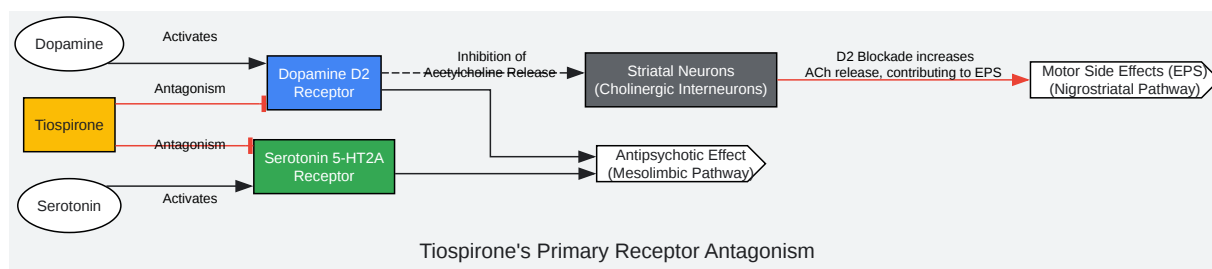 Dopamine
Activates
Dopamine D2
Receptor
Inhibition of
Acetylcholine Release
Striatal Neurons
(Cholinergic Interneurons)
D2 Blockade increases
ACh release, contributing to EPS
Motor Side Effects (EPS)
(Nigrostriatal Pathway)
Tiospirone
Antagonism
Antagonism
Serotonin 5-HT2A
Receptor
Antipsychotic Effect
(Mesolimbic Pathway)
Serotonin
Activates
Tiospirone's Primary Receptor Antagonism